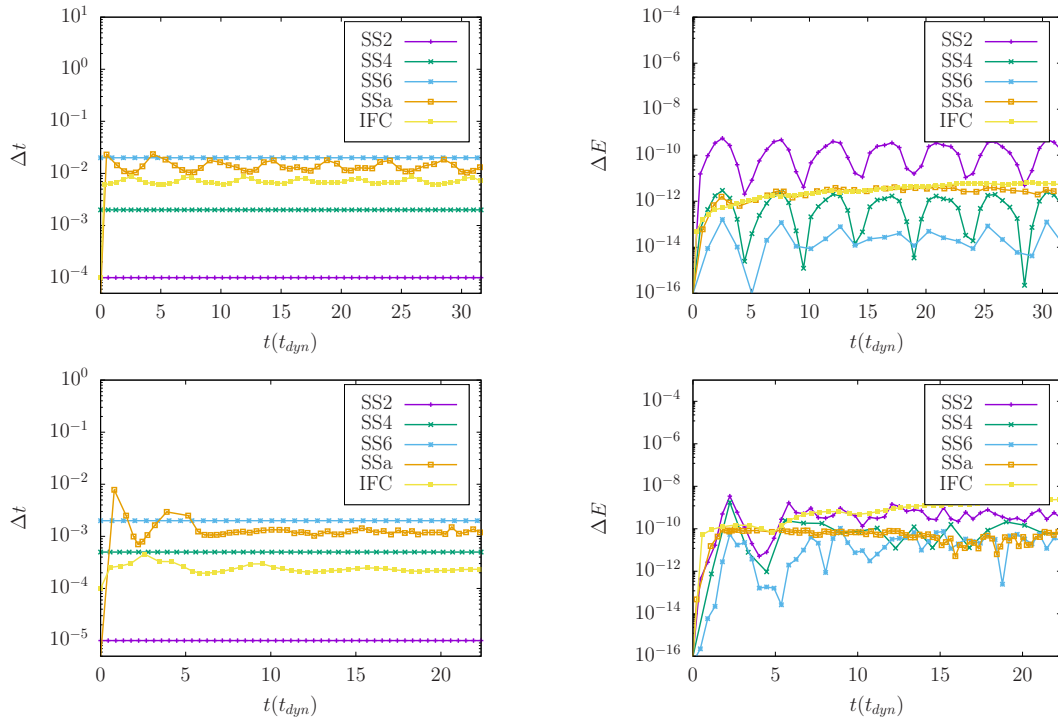 10^1
10^0
10^-1
10^-2
10^-3
10^-4
Δt
0 5 10 15 20 25 30
t(t_dyn)
SS2
SS4
SS6
SSa
IFC
10^-4
10^-6
10^-8
10^-10
10^-12
10^-14
10^-16
ΔE
0 5 10 15 20 25 30
t(t_dyn)
SS2
SS4
SS6
SSa
IFC
10^0
10^-1
10^-2
10^-3
10^-4
10^-5
Δt
0 5 10 15 20
t(t_dyn)
SS2
SS4
SS6
SSa
IFC
10^-4
10^-6
10^-8
10^-10
10^-12
10^-14
10^-16
ΔE
0 5 10 15 20
t(t_dyn)
SS2
SS4
SS6
SSa
IFC